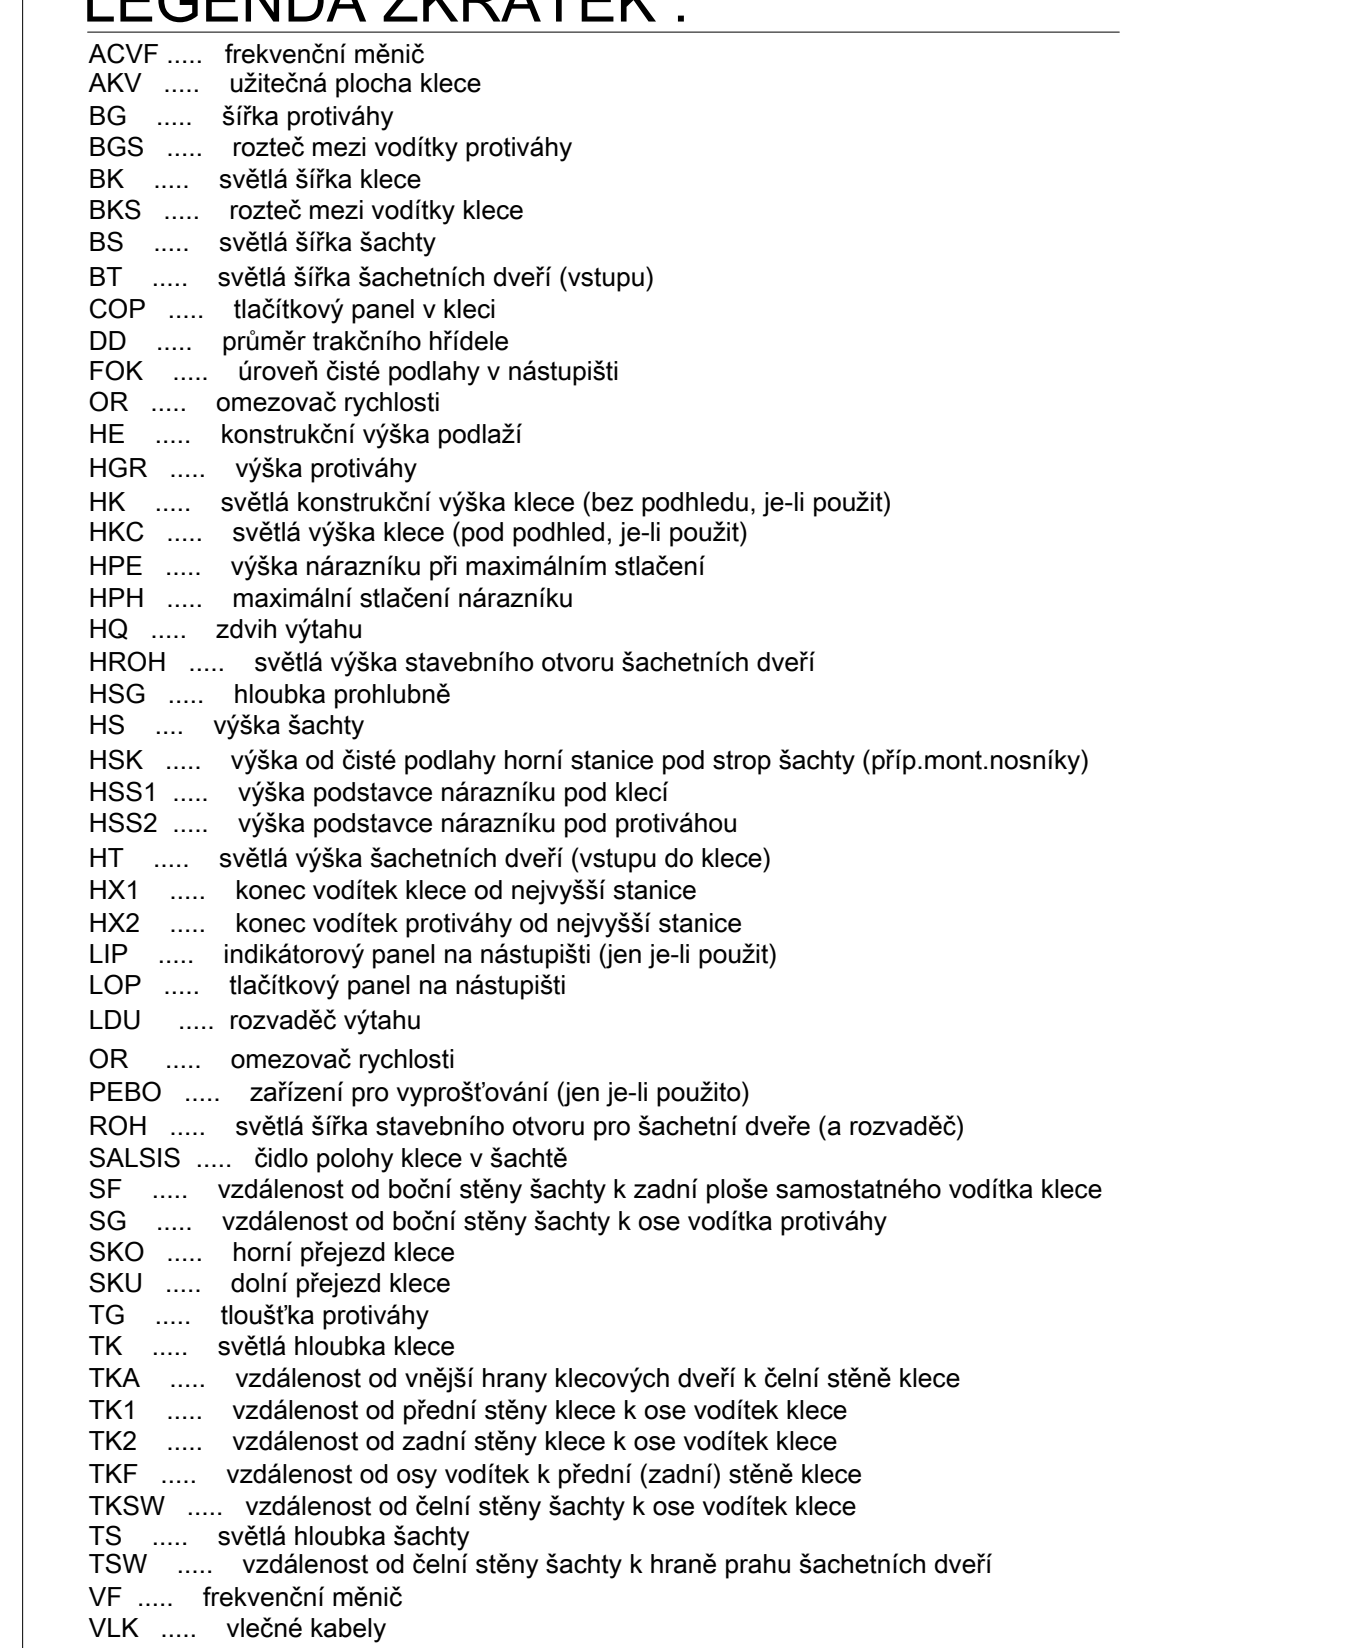 LEGENDA ZKRATEK :
ACVF ..... frekvenční měnič
AKV ..... užitečná plocha klece
BG ..... šířka protiváhy
BGS ..... rozteč mezi vodítky protiváhy
BK ..... světlá šířka klece
BKS ..... rozteč mezi vodítky klece
BS ..... světlá šířka šachty
BT ..... světlá šířka šachetních dveří (vstupu)
COP ..... tlačítkový panel v kleci
DD ..... průměr trakčního hřídele
FOK ..... úroveň čisté podlahy v nástupišti
OR ..... omezovač rychlosti
HE ..... konstrukční výška podlaží
HGR ..... výška protiváhy
HK ..... světlá konstrukční výška klece (bez podhledu, je-li použit)
HKC ..... světlá výška klece (pod podhled, je-li použit)
HPE ..... výška nárazníku při maximálním stlačení
HPH ..... maximální stlačení nárazníku
HQ ..... zdvih výtahu
HROH ..... světlá výška stavebního otvoru šachetních dveří
HSG ..... hloubka prohlubně
HS .... výška šachty
HSK ..... výška od čisté podlahy horní stanice pod strop šachty (příp.mont.nosníky)
HSS1 ..... výška podstavce nárazníku pod klecí
HSS2 ..... výška podstavce nárazníku pod protiváhou
HT ..... světlá výška šachetních dveří (vstupu do klece)
HX1 ..... konec vodítek klece od nejvyšší stanice
HX2 ..... konec vodítek protiváhy od nejvyšší stanice
LIP ..... indikátorový panel na nástupišti (jen je-li použit)
LOP ..... tlačítkový panel na nástupišti
LDU ..... rozvaděč výtahu
OR ..... omezovač rychlosti
PEBO ..... zařízení pro vyprošťování (jen je-li použito)
ROH ..... světlá šířka stavebního otvoru pro šachetní dveře (a rozvaděč)
SALSIS ..... čidlo polohy klece v šachtě
SF ..... vzdálenost od boční stěny šachty k zadní ploše samostatného vodítka klece
SG ..... vzdálenost od boční stěny šachty k ose vodítka protiváhy
SKO ..... horní přejezd klece
SKU ..... dolní přejezd klece
TG ..... tloušťka protiváhy
TK ..... světlá hloubka klece
TKA ..... vzdálenost od vnější hrany klecových dveří k čelní stěně klece
TK1 ..... vzdálenost od přední stěny klece k ose vodítek klece
TK2 ..... vzdálenost od zadní stěny klece k ose vodítek klece
TKF ..... vzdálenost od osy vodítek k přední (zadní) stěně klece
TKSW ..... vzdálenost od čelní stěny šachty k ose vodítek klece
TS ..... světlá hloubka šachty
TSW ..... vzdálenost od čelní stěny šachty k hraně prahu šachetních dveří
VF ..... frekvenční měnič
VLK ..... vlečné kabely